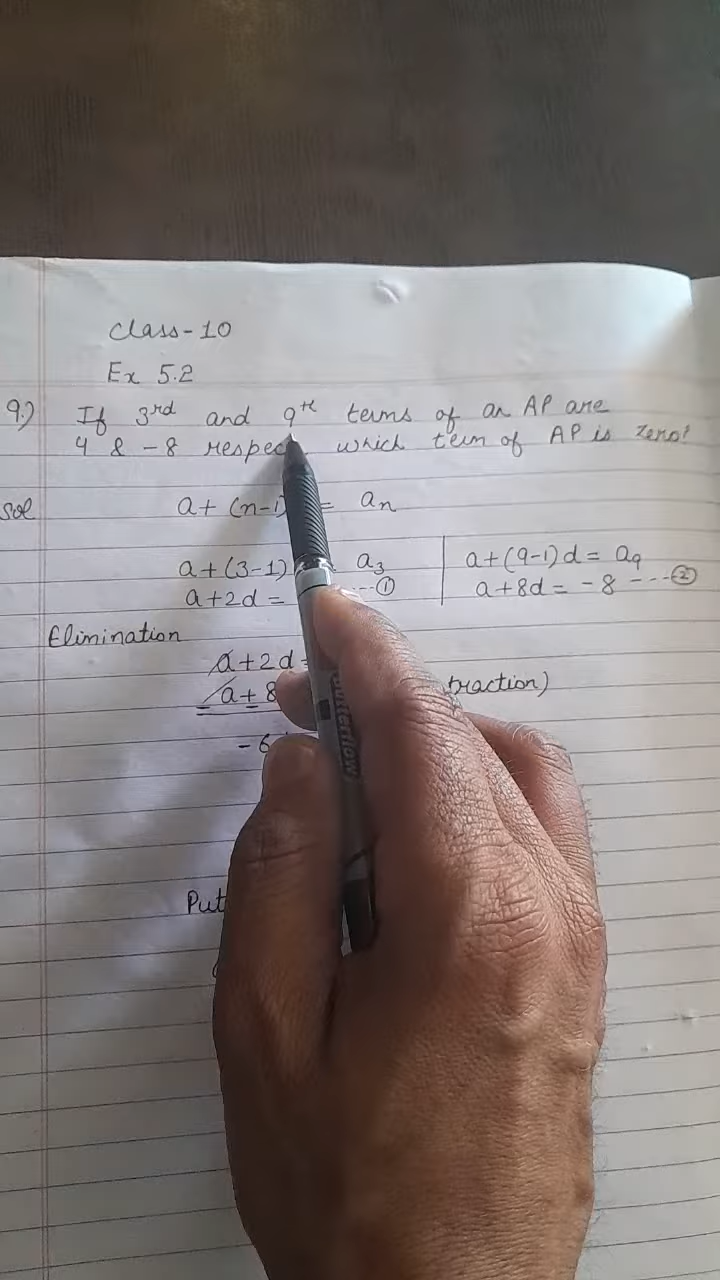 Class-10
Ex 5.2
9.) If 3rd and 9th terms of an AP are
4 & -8 which term of AP is zero?
Sol a+(n-1 = an
a+(3-1) a3
a+2d = ---①
a+(9-1)d = a9
a+8d = -8 ---②
Elimination
a+2d
-a+8
-6
Put
butterflow